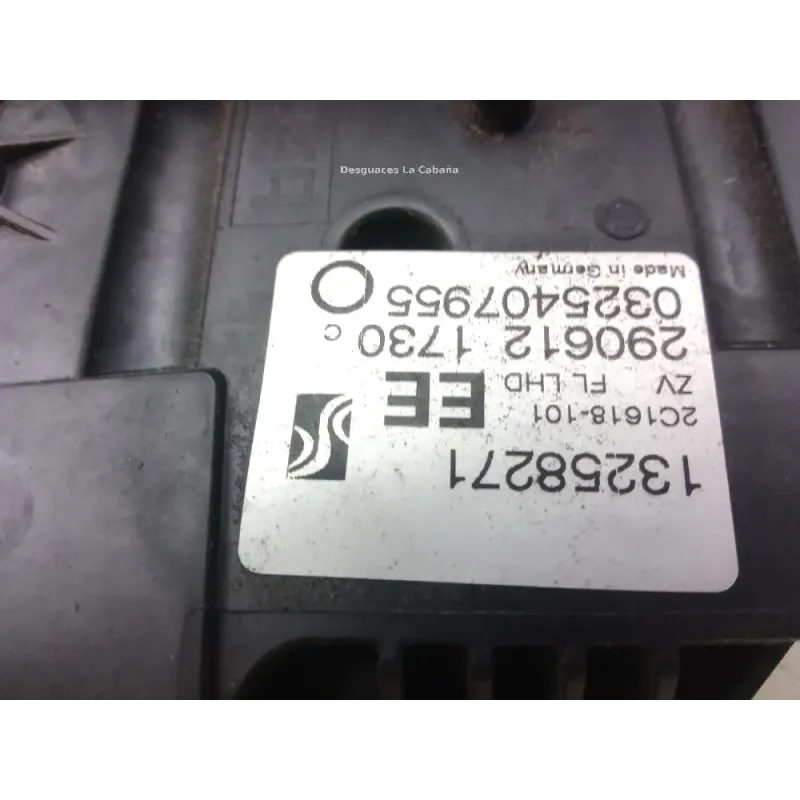 Desguaces La Cabaña
13258271
2C1618-101
ZV FL LHD EE
290612 1730 C
0325407955
Made in Germany